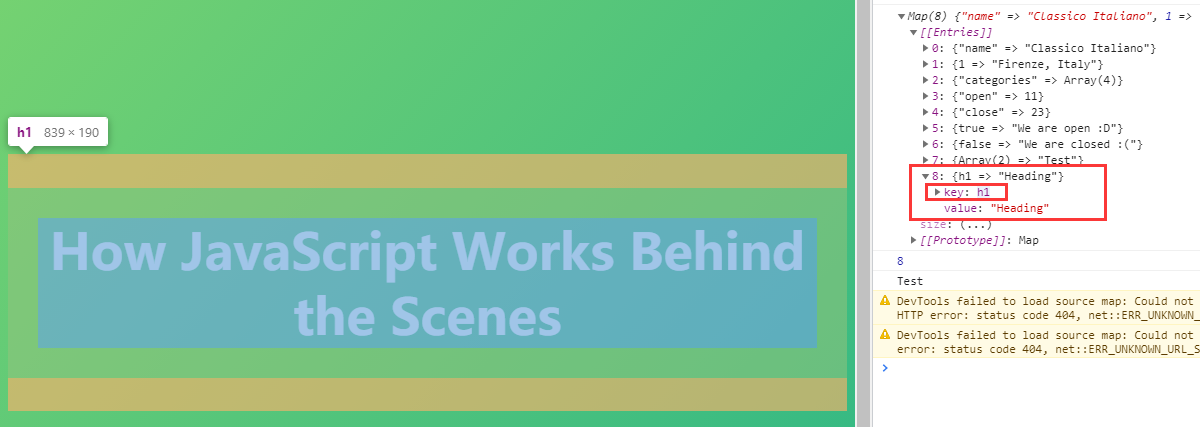 h1 839 × 190
How JavaScript Works Behind
the Scenes
Map(8) {"name" => "Classico Italiano", 1 =>
[[Entries]]
0: {"name" => "Classico Italiano"}
1: {1 => "Firenze, Italy"}
2: {"categories" => Array(4)}
3: {"open" => 11}
4: {"close" => 23}
5: {true => "We are open :D"}
6: {false => "We are closed :("}
7: {Array(2) => "Test"}
8: {h1 => "Heading"}
key: h1
value: "Heading"
size: (...)
[[Prototype]]: Map
8
Test
DevTools failed to load source map: Could not
HTTP error: status code 404, net::ERR_UNKNOWN_
DevTools failed to load source map: Could not
error: status code 404, net::ERR_UNKNOWN_URL_S